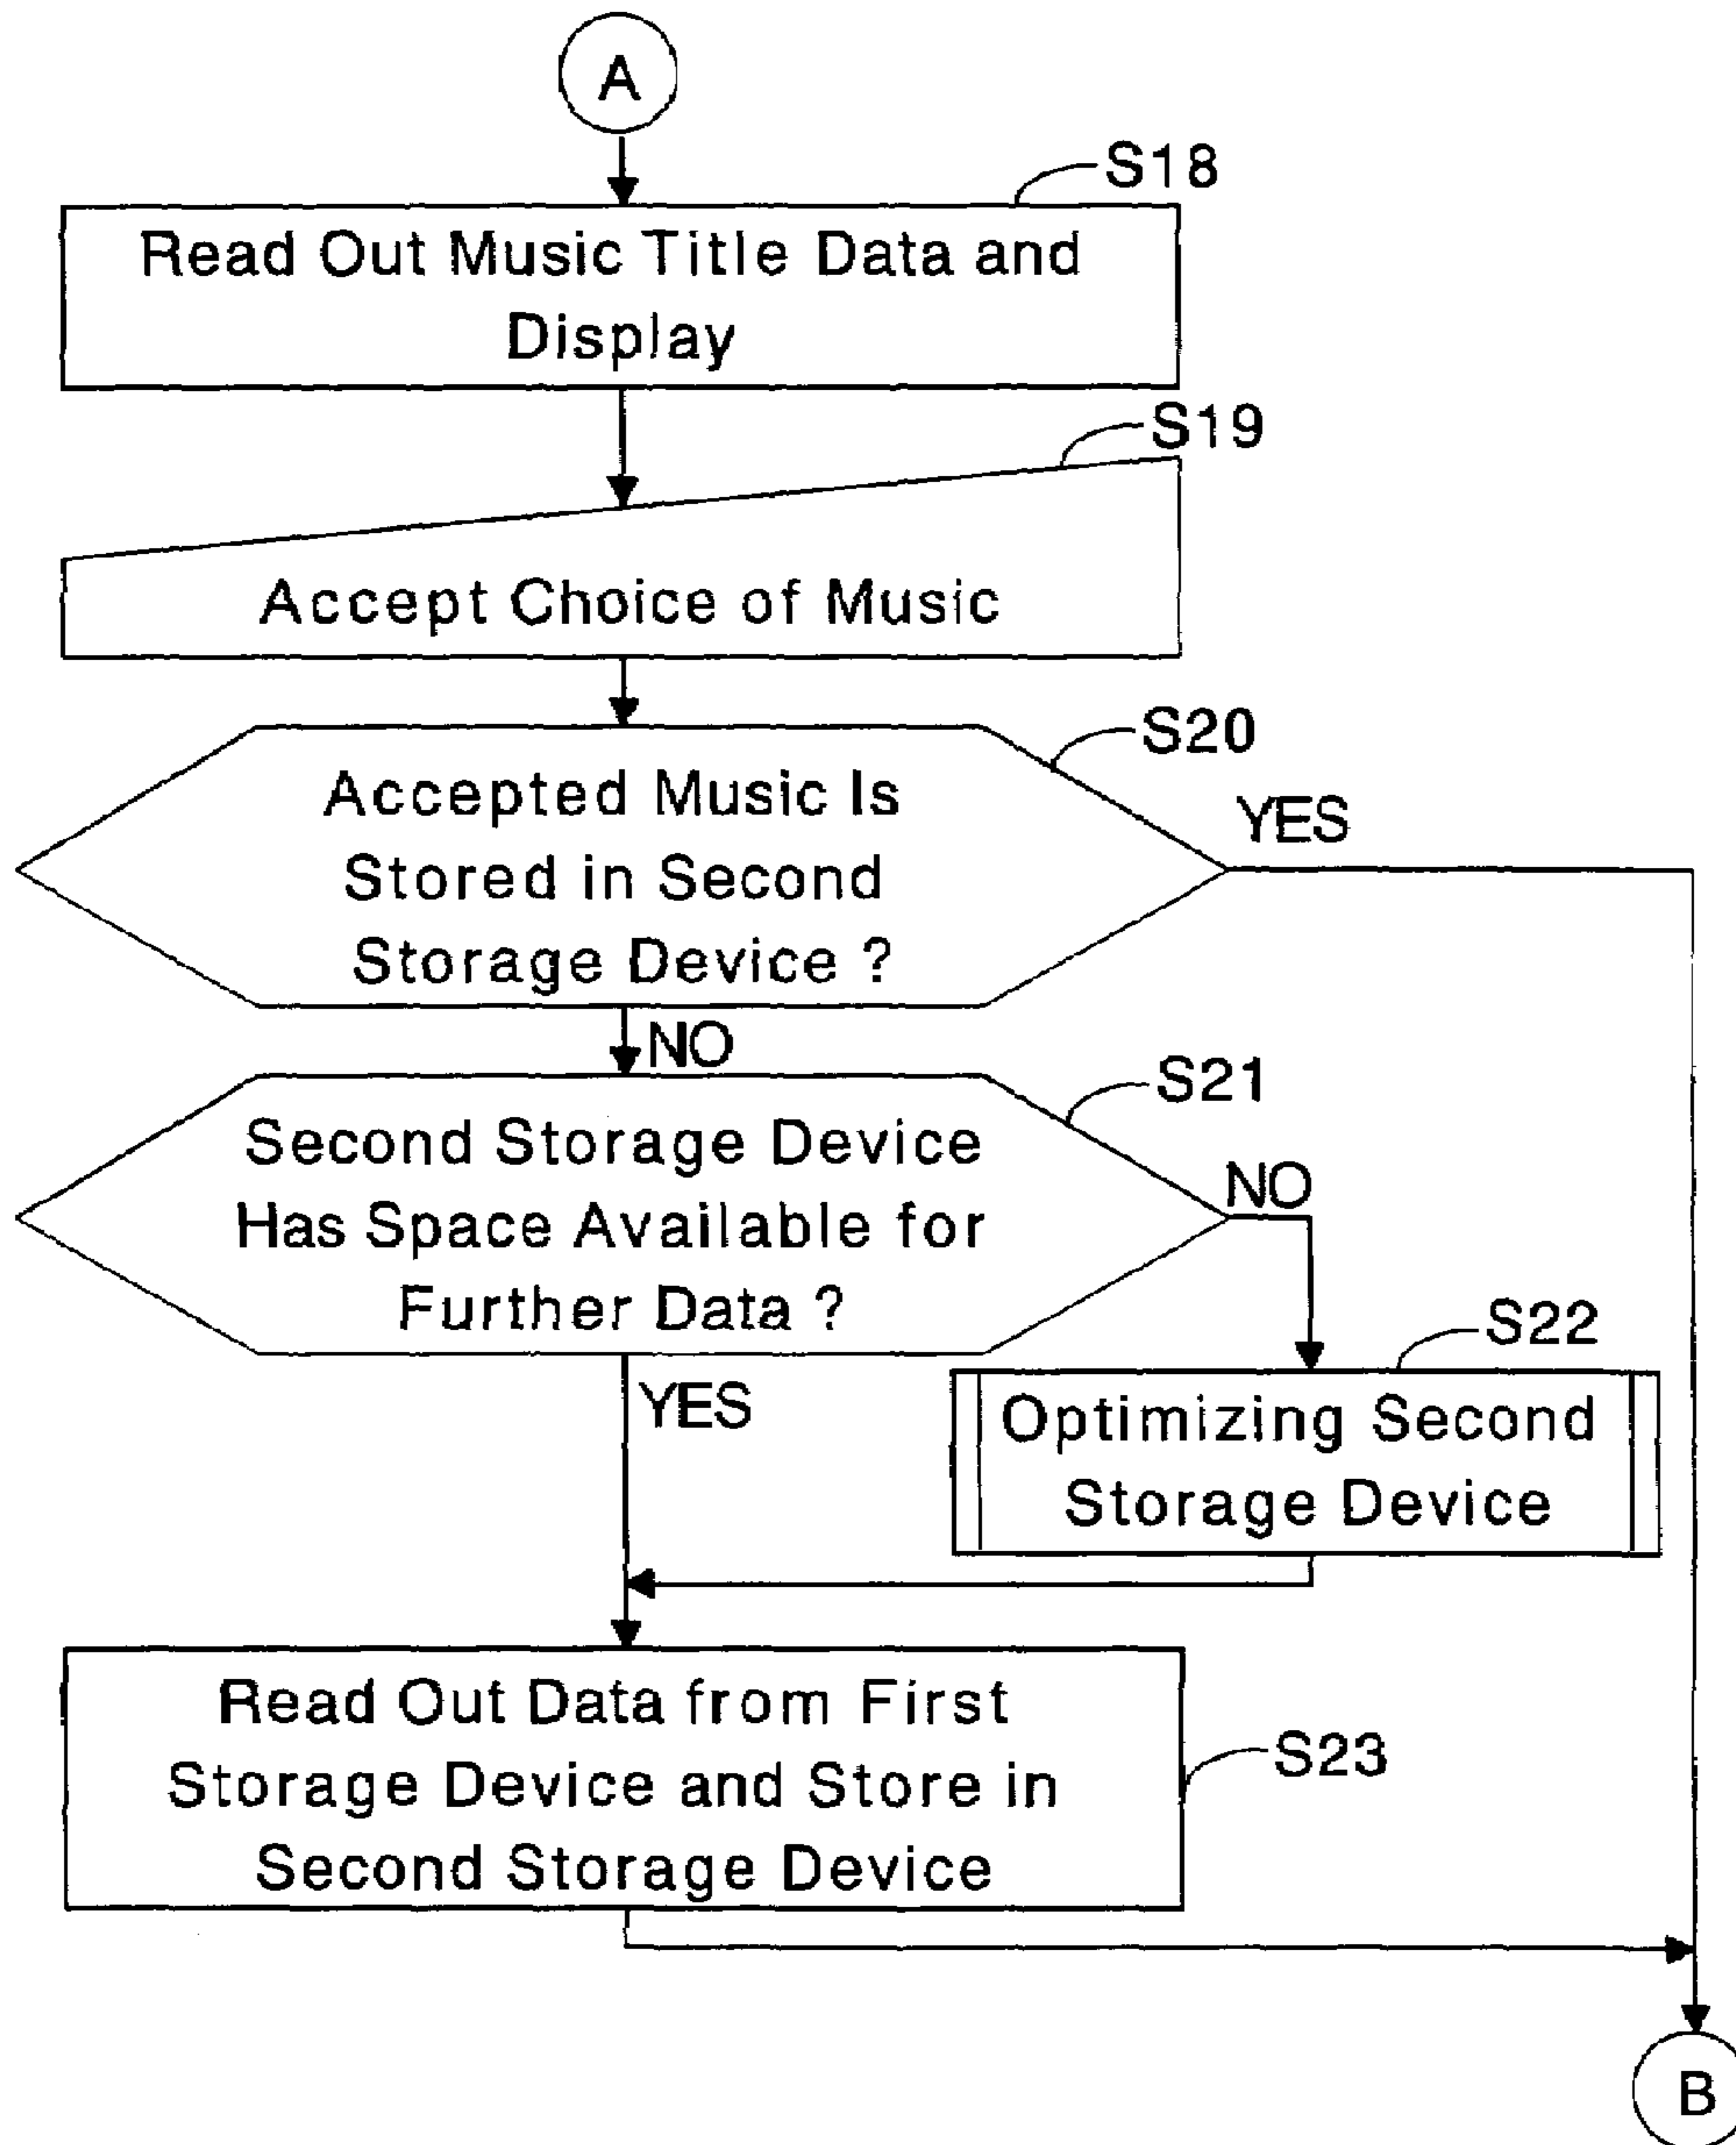 A
S18
Read Out Music Title Data and
Display
S19
Accept Choice of Music
S20
Accepted Music Is
Stored in Second
Storage Device ?
YES
NO
S21
Second Storage Device
Has Space Available for
Further Data ?
NO
YES
S22
Optimizing Second
Storage Device
Read Out Data from First
Storage Device and Store in
Second Storage Device
S23
B